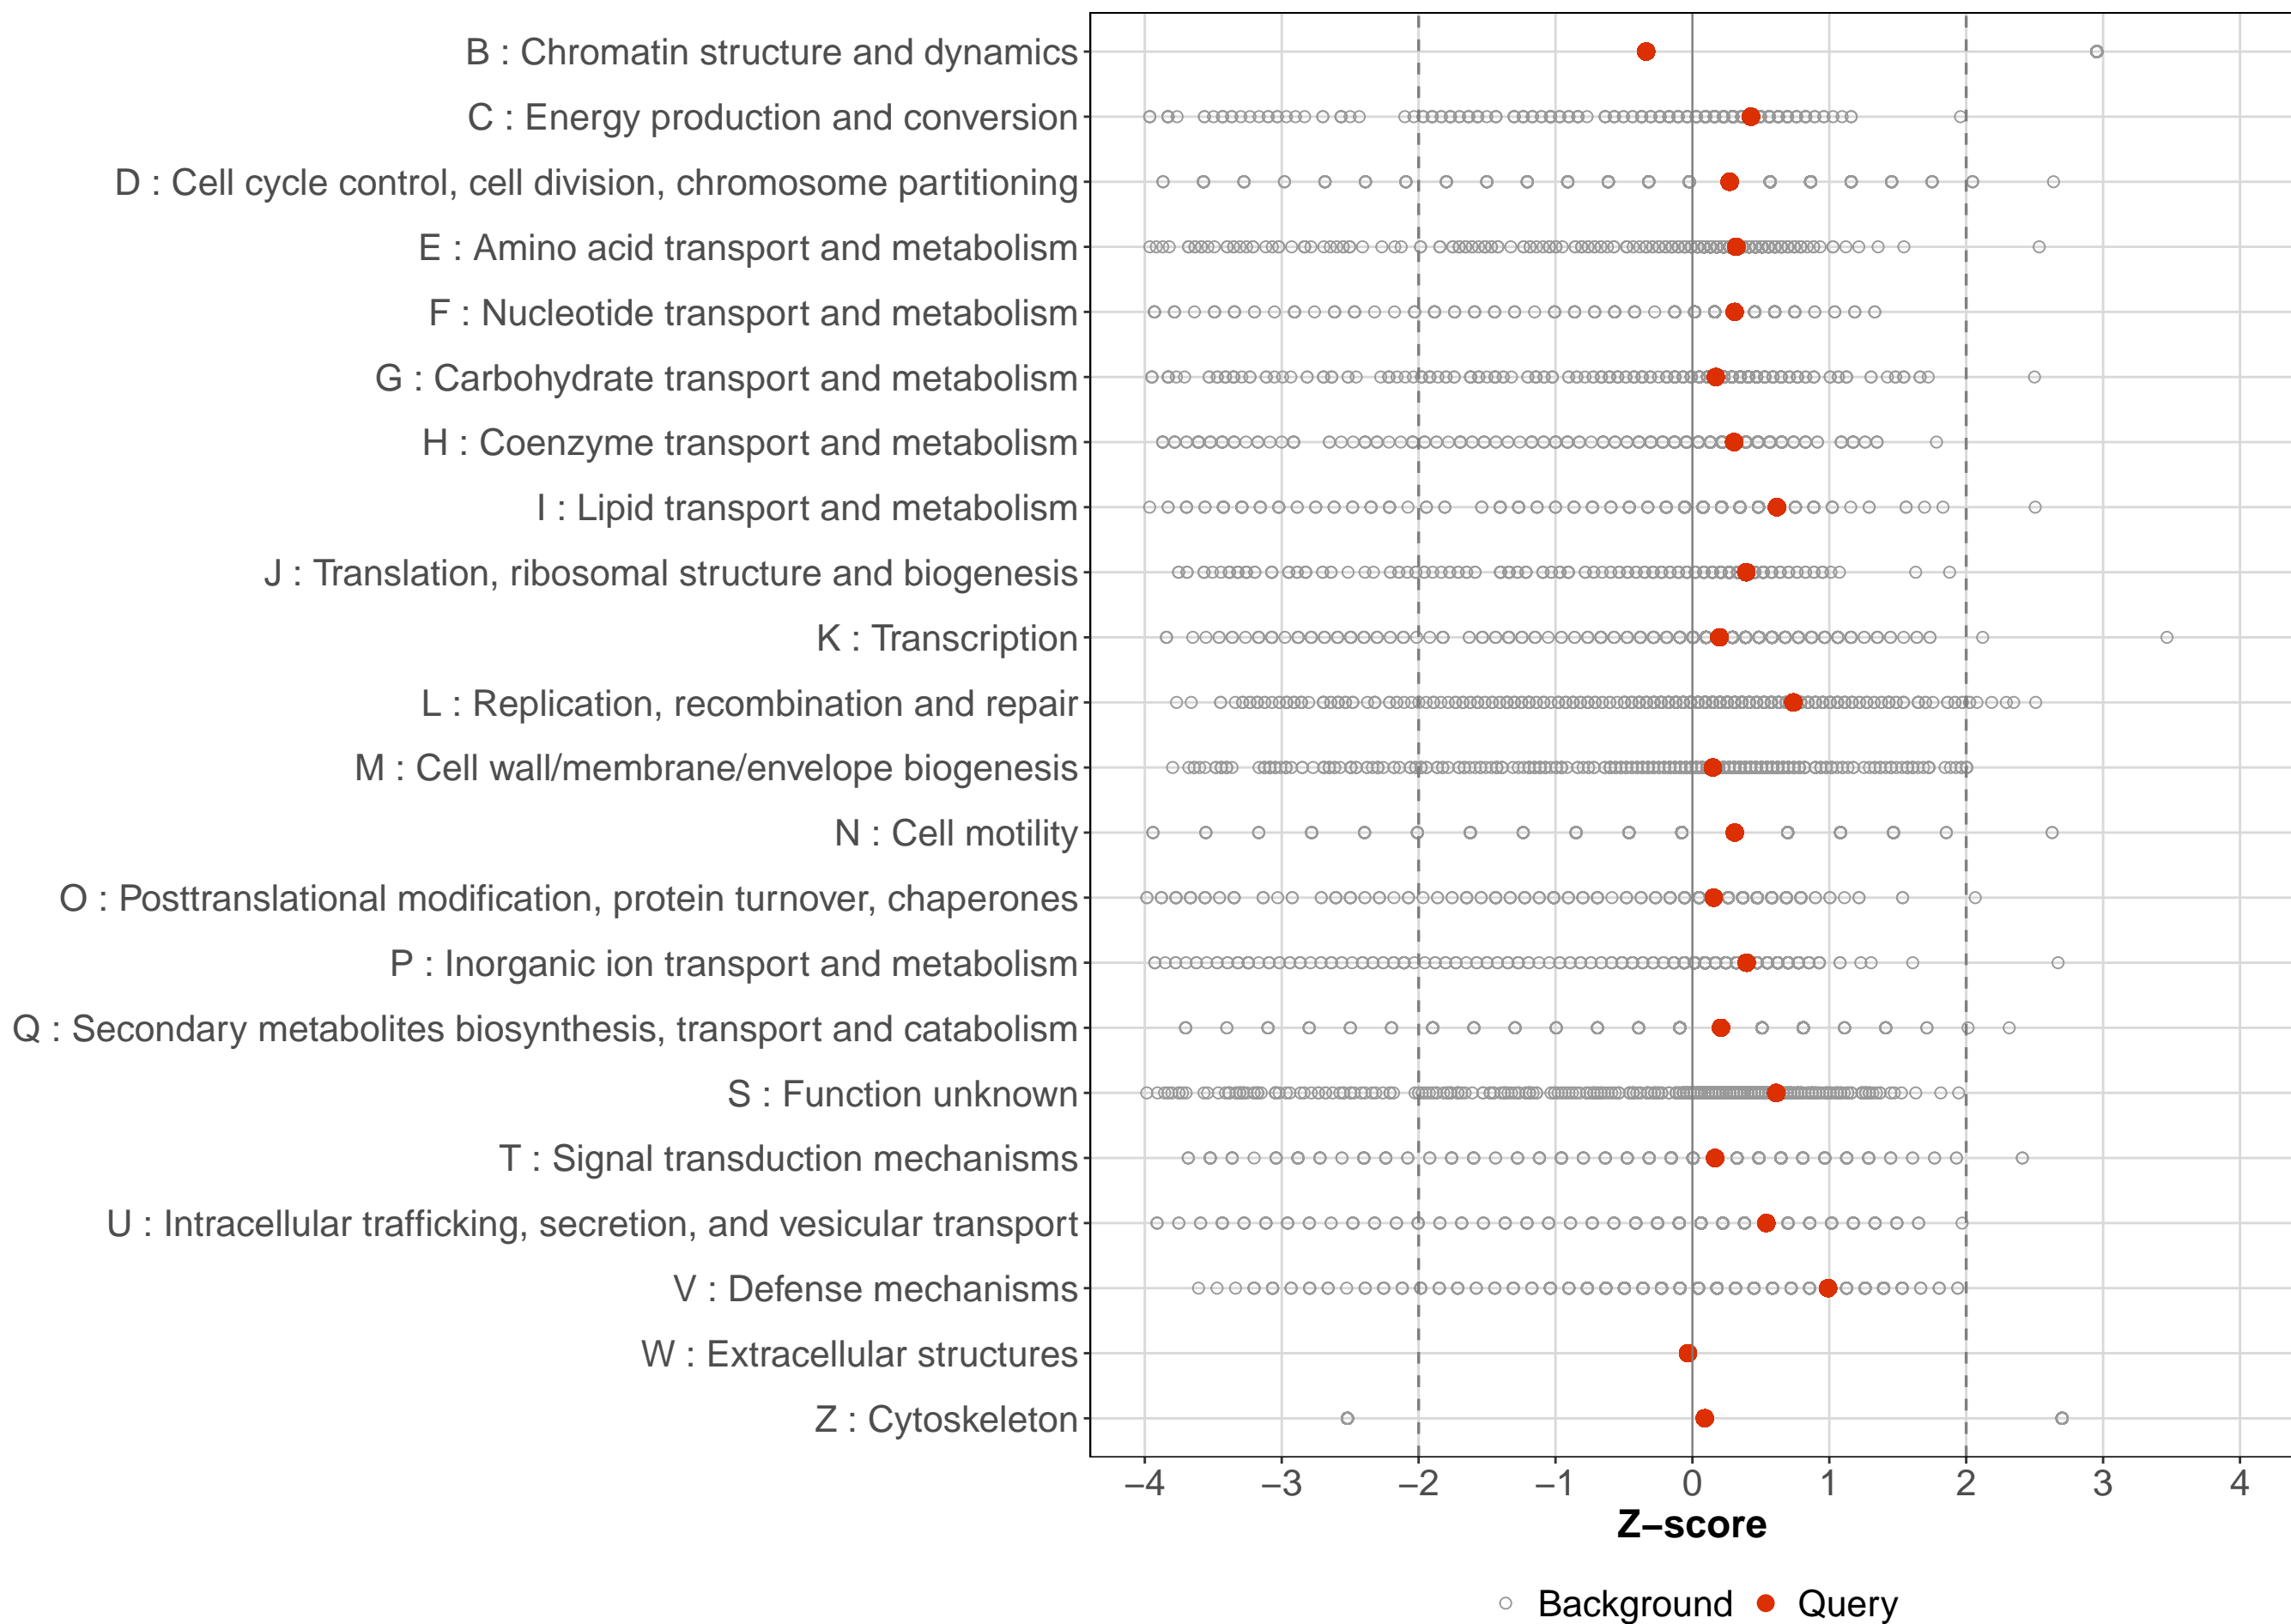 B : Chromatin structure and dynamics
C : Energy production and conversion
D : Cell cycle control, cell division, chromosome partitioning
E : Amino acid transport and metabolism
F : Nucleotide transport and metabolism
G : Carbohydrate transport and metabolism
H : Coenzyme transport and metabolism
I : Lipid transport and metabolism
J : Translation, ribosomal structure and biogenesis
K : Transcription
L : Replication, recombination and repair
M : Cell wall/membrane/envelope biogenesis
N : Cell motility
O : Posttranslational modification, protein turnover, chaperones
P : Inorganic ion transport and metabolism
Q : Secondary metabolites biosynthesis, transport and catabolism
S : Function unknown
T : Signal transduction mechanisms
U : Intracellular trafficking, secretion, and vesicular transport
V : Defense mechanisms
W : Extracellular structures
Z : Cytoskeleton
−4 −3 −2 −1 0 1 2 3 4
Z−score
Background Query